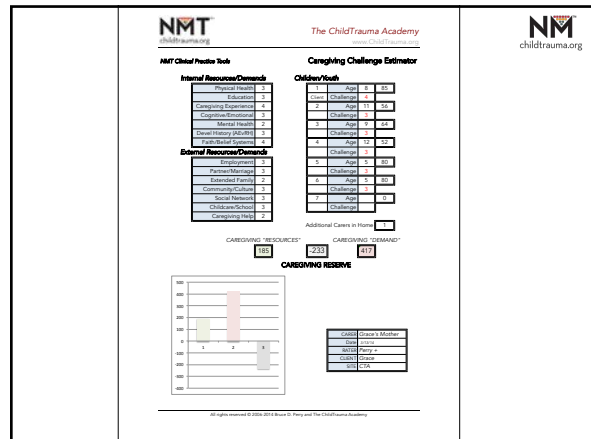 NMT
childtrauma.org
The ChildTrauma Academy
www.ChildTrauma.org
NM
childtrauma.org
NMT Clinical Practice Tools
Caregiving Challenge Estimator
Internal Resources/Demands
Physical Health 3
Education 3
Caregiving Experience 4
Cognitive/Emotional 3
Mental Health 2
Devel History (AE/RH) 3
Faith/Belief Systems 4
External Resources/Demands
Employment 3
Partner/Marriage 3
Extended Family 2
Community/Culture 3
Social Network 3
Childcare/School 3
Caregiving Help 2
Children/Youth
1 Age 8 85
Client Challenge 4
2 Age 11 56
Challenge 3
3 Age 9 64
Challenge 3
4 Age 12 52
Challenge 3
5 Age 5 80
Challenge 3
6 Age 5 80
Challenge 3
7 Age 0
Challenge
Additional Carers in Home 1
CAREGIVING "RESOURCES" CAREGIVING "DEMAND"
185 -233 417
CAREGIVING RESERVE
500
400
300
200
100
0
-100
-200
-300
-400
1 2 3
CARER Grace's Mother
Date
RATER Perry +
CLIENT Grace
SITE CTA
All rights reserved © 2006-2014 Bruce D. Perry and The ChildTrauma Academy